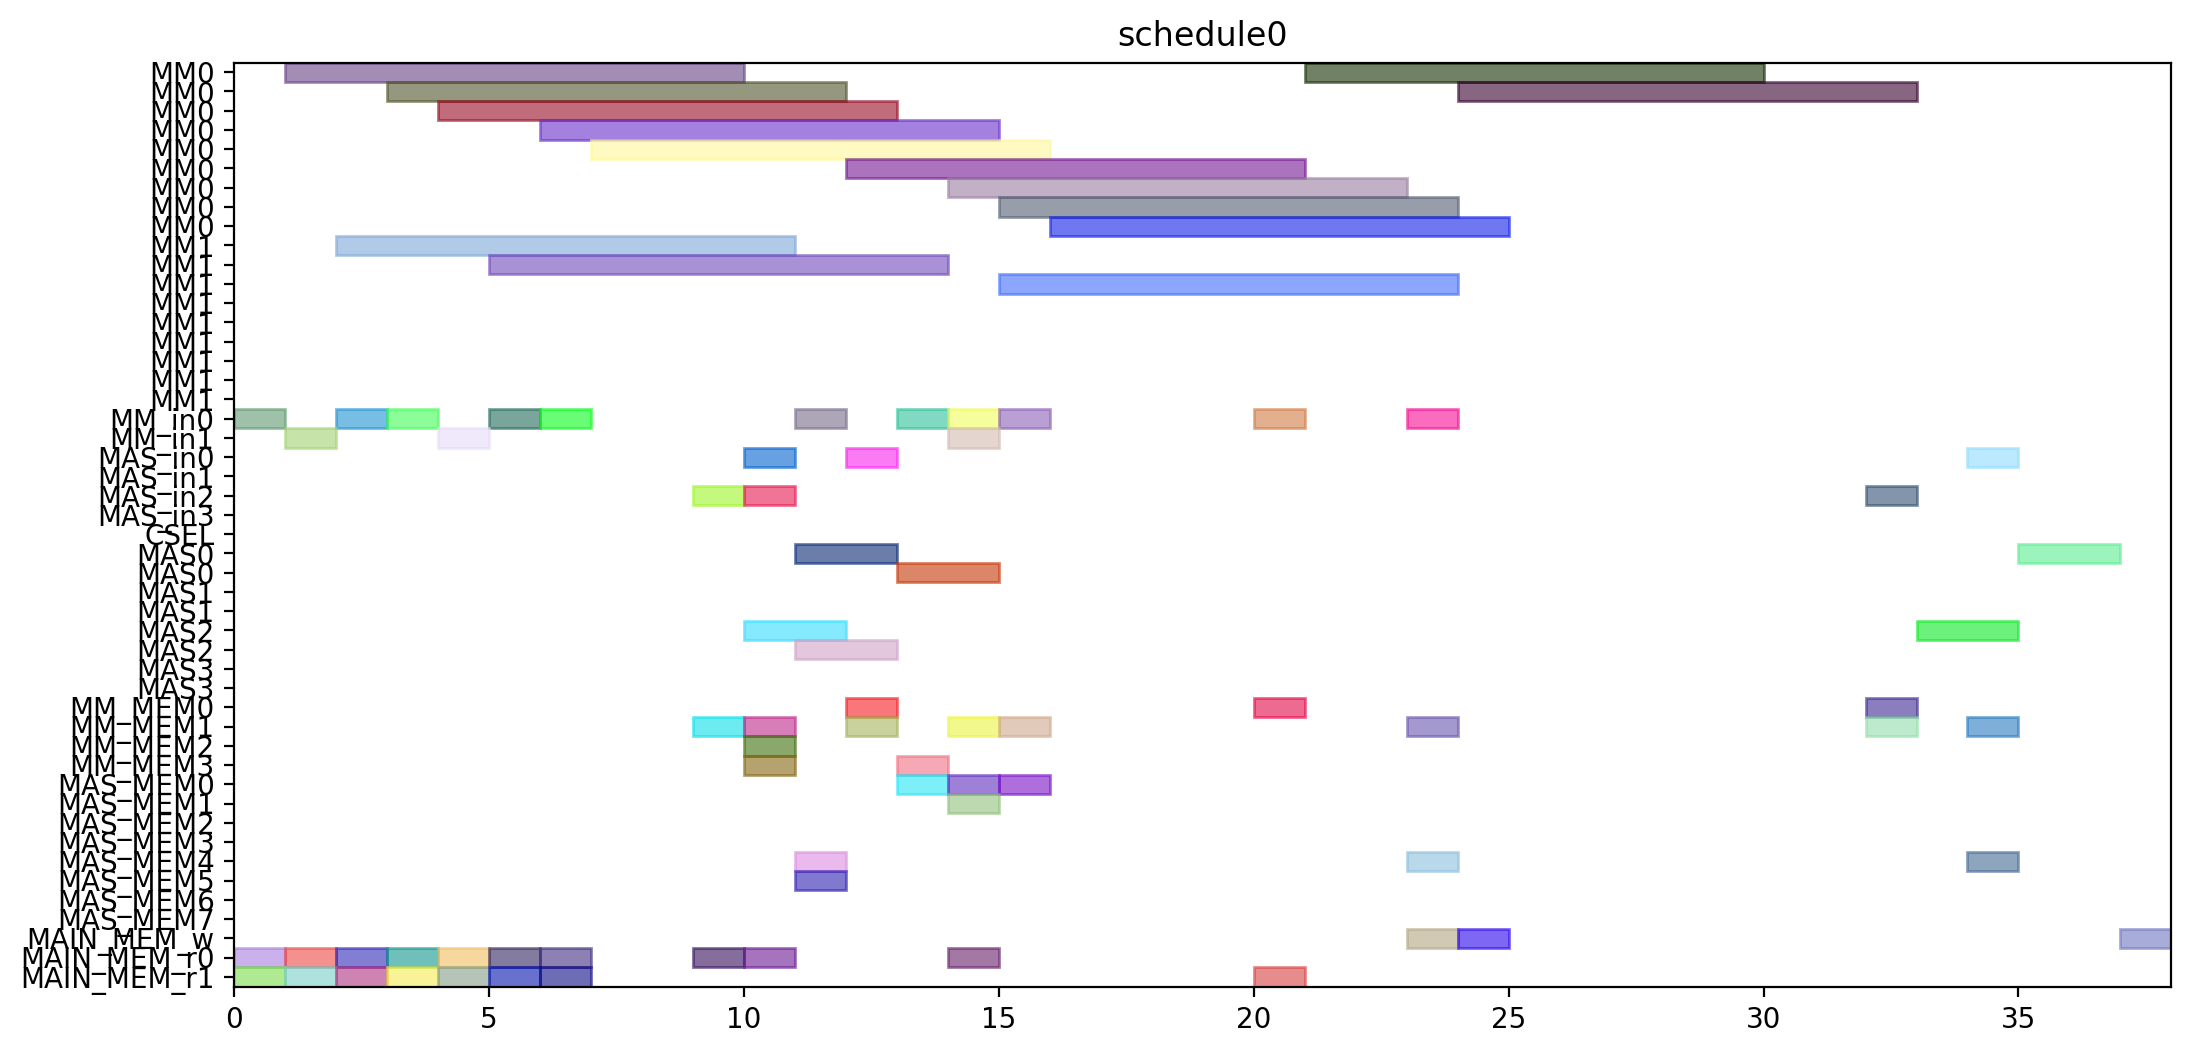 schedule0
MM0
MM0
MM0
MM0
MM0
MM0
MM0
MM0
MM0
MM1
MM1
MM1
MM1
MM1
MM1
MM1
MM1
MM1
MM_in0
MM_in1
MAS_in0
MAS_in1
MAS_in2
MAS_in3
CSEL
MAS0
MAS0
MAS1
MAS1
MAS2
MAS2
MAS3
MAS3
MM_MEM0
MM_MEM1
MM_MEM2
MM_MEM3
MAS_MEM0
MAS_MEM1
MAS_MEM2
MAS_MEM3
MAS_MEM4
MAS_MEM5
MAS_MEM6
MAS_MEM7
MAIN_MEM_w
MAIN_MEM_r0
MAIN_MEM_r1
0 5 10 15 20 25 30 35